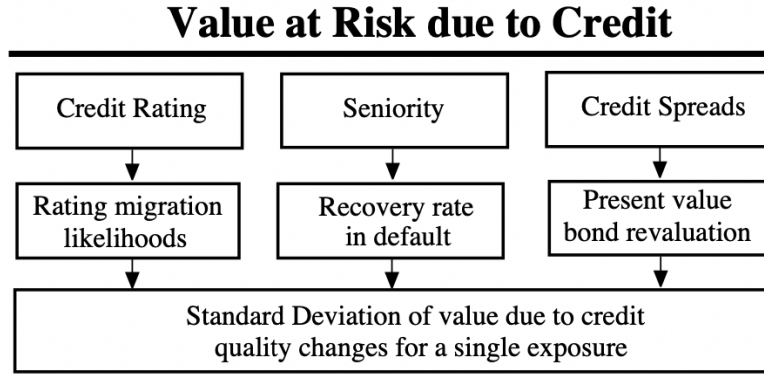 Value at Risk due to Credit
Credit Rating
Seniority
Credit Spreads
Rating migration
likelihoods
Recovery rate
in default
Present value
bond revaluation
Standard Deviation of value due to credit
quality changes for a single exposure